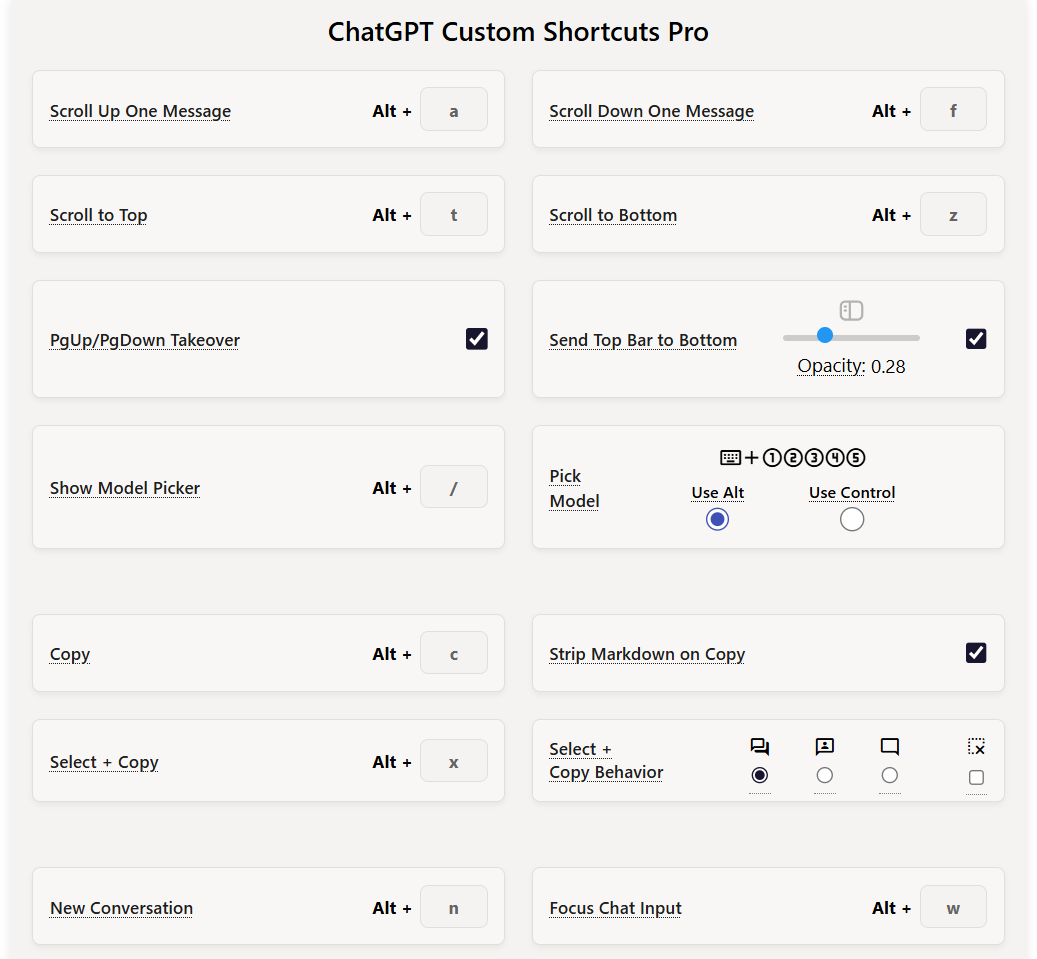 ChatGPT Custom Shortcuts Pro
Scroll Up One Message Alt + a
Scroll Down One Message Alt + f
Scroll to Top Alt + t
Scroll to Bottom Alt + z
PgUp/PgDown Takeover
Send Top Bar to Bottom
Opacity: 0.28
Show Model Picker Alt + /
Pick
Model
+①②③④⑤
Use Alt Use Control
Copy Alt + c
Strip Markdown on Copy
Select + Copy Alt + x
Select +
Copy Behavior
New Conversation Alt + n
Focus Chat Input Alt + w